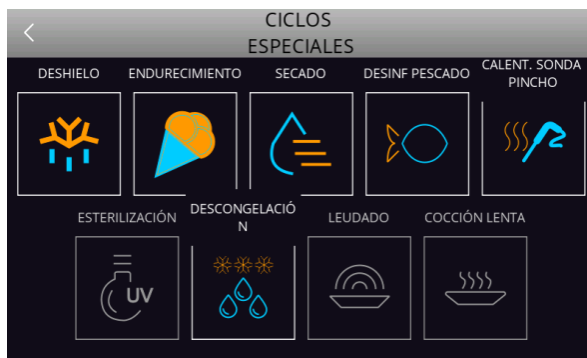 CICLOS
ESPECIALES
DESHIELO
ENDURECIMIENTO
SECADO
DESINF PESCADO
CALENT. SONDA
PINCHO
ESTERILIZACIÓN
DESCONGELACIÓ
N
LEUDADO
COCCIÓN LENTA
UV